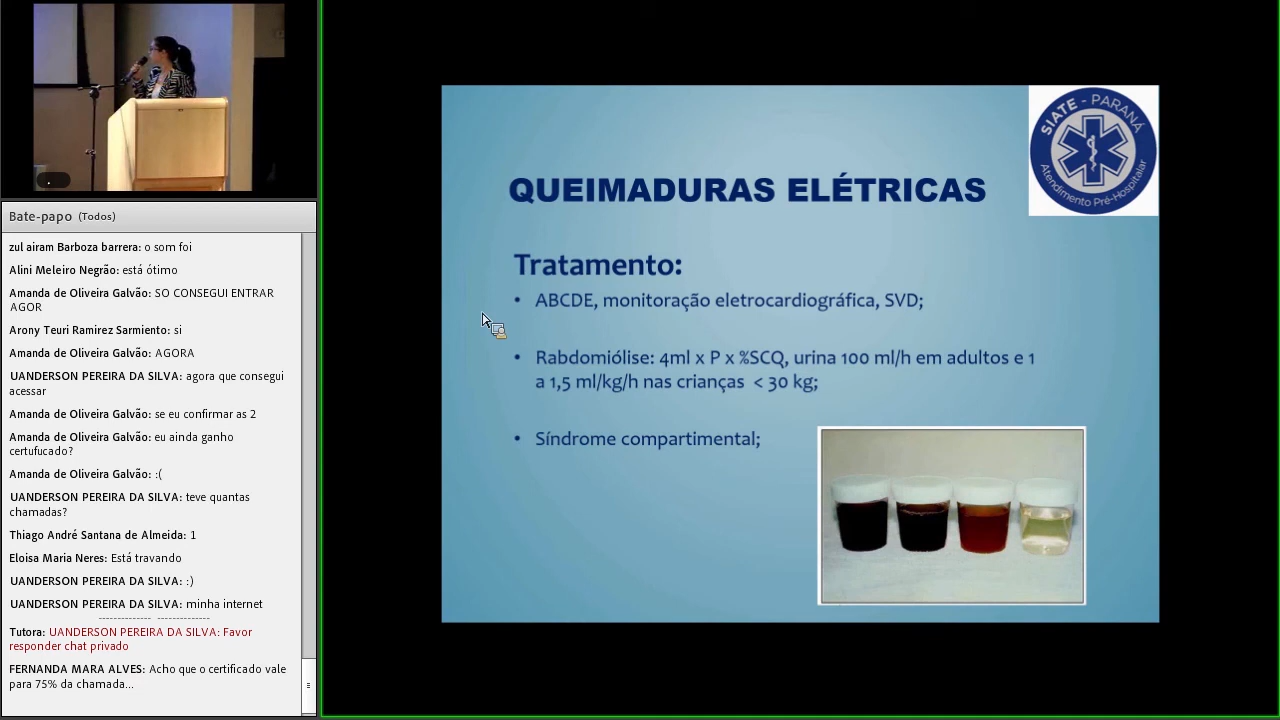 Bate-papo (Todos)
zul airam Barboza barrera: o som foi
Alini Meleiro Negrão: está ótimo
Amanda de Oliveira Galvão: SO CONSEGUI ENTRAR
AGOR
Arony Teuri Ramirez Sarmiento: si
Amanda de Oliveira Galvão: AGORA
UANDERSON PEREIRA DA SILVA: agora que consegui
acessar
Amanda de Oliveira Galvão: se eu confirmar as 2
Amanda de Oliveira Galvão: eu ainda ganho
certufucado?
Amanda de Oliveira Galvão: :(
UANDERSON PEREIRA DA SILVA: teve quantas
chamadas?
Thiago André Santana de Almeida: 1
Eloisa Maria Neres: Está travando
UANDERSON PEREIRA DA SILVA: :)
UANDERSON PEREIRA DA SILVA: minha internet
-------------- --------------
Tutora: UANDERSON PEREIRA DA SILVA: Favor
responder chat privado
FERNANDA MARA ALVES: Acho que o certificado vale
para 75% da chamada...
SIATE - PARANÁ
Atendimento Pré-Hospitalar
QUEIMADURAS ELÉTRICAS
Tratamento:
• ABCDE, monitoração eletrocardiográfica, SVD;
• Rabdomiólise: 4ml x P x %SCQ, urina 100 ml/h em adultos e 1
a 1,5 ml/kg/h nas crianças < 30 kg;
• Síndrome compartimental;